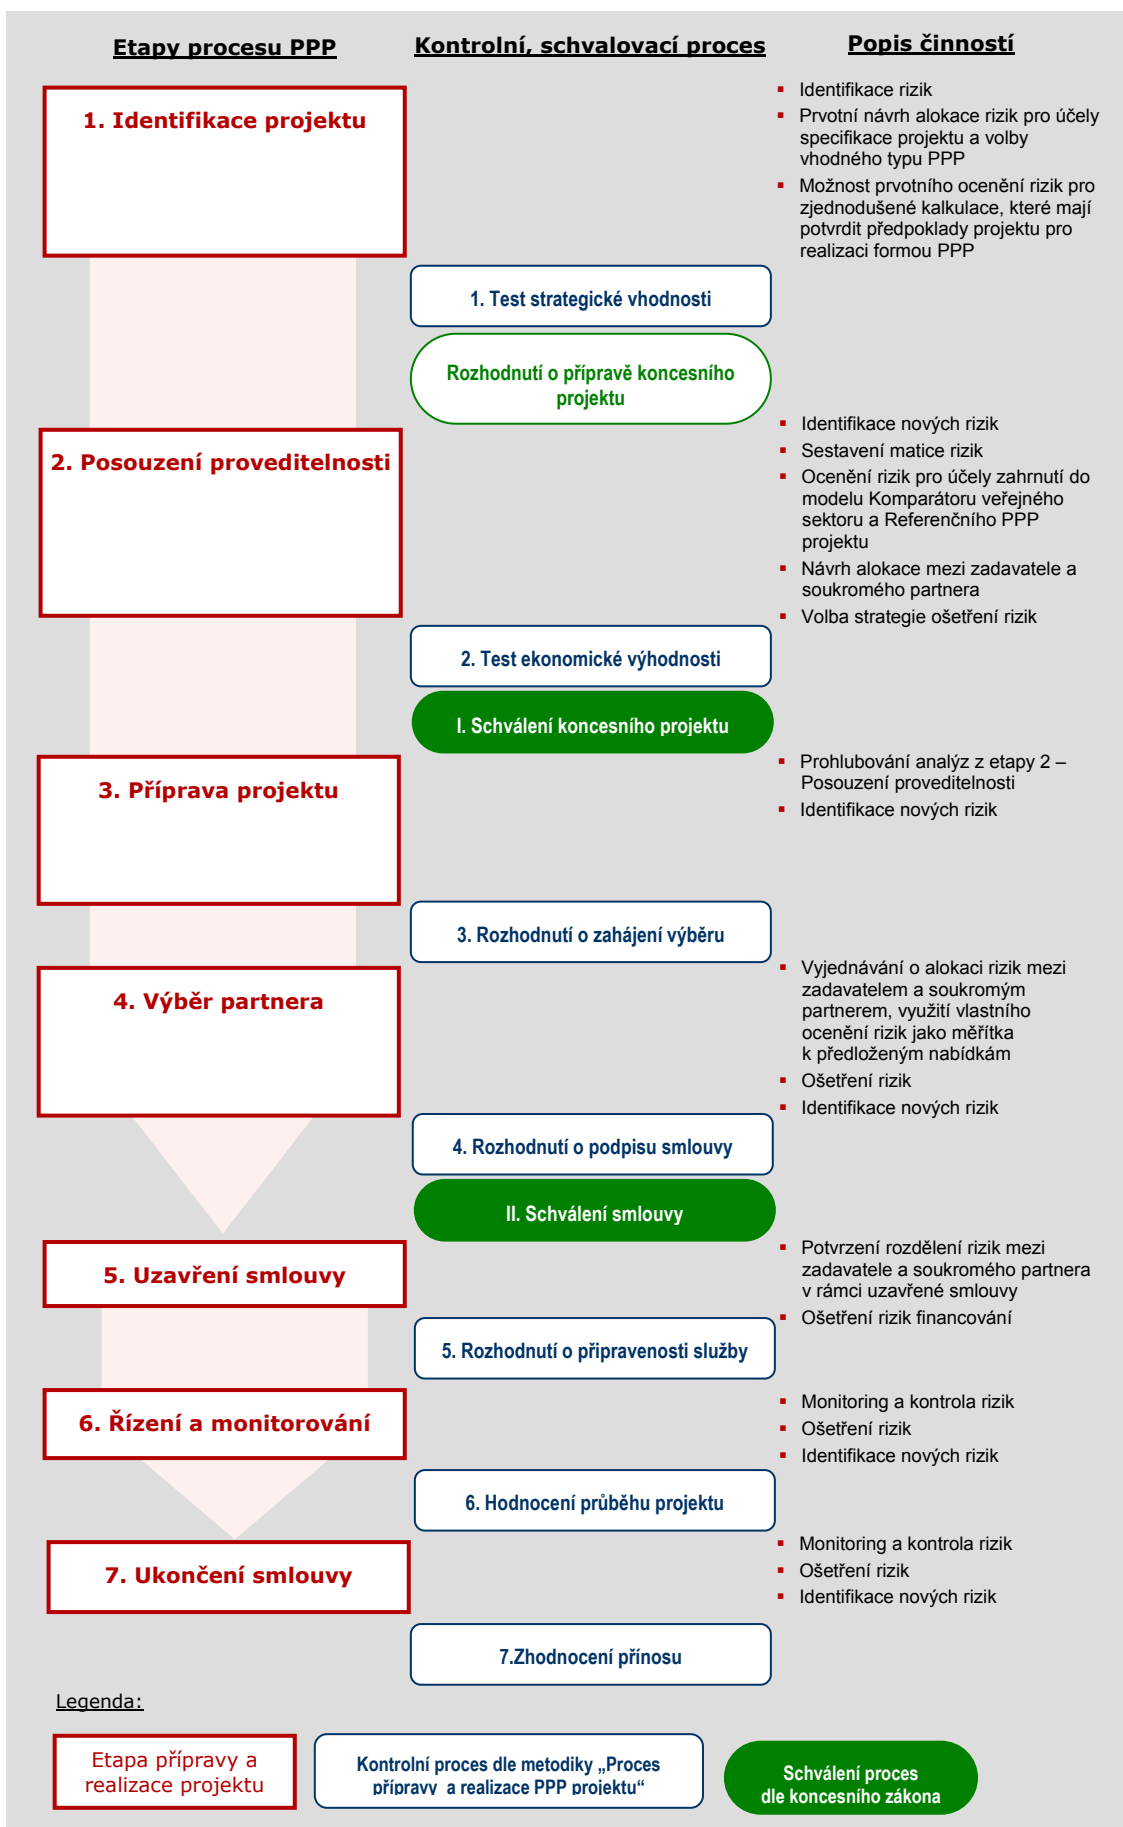 Etapy procesu PPP
Kontrolní, schvalovací proces
Popis činností
1. Identifikace projektu
▪ Identifikace rizik
▪ Prvotní návrh alokace rizik pro účely
specifikace projektu a volby
vhodného typu PPP
▪ Možnost prvotního ocenění rizik pro
zjednodušené kalkulace, které mají
potvrdit předpoklady projektu pro
realizaci formou PPP
1. Test strategické vhodnosti
Rozhodnutí o přípravě koncesního
projektu
2. Posouzení proveditelnosti
▪ Identifikace nových rizik
▪ Sestavení matice rizik
▪ Ocenění rizik pro účely zahrnutí do
modelu Komparátoru veřejného
sektoru a Referenčního PPP
projektu
▪ Návrh alokace mezi zadavatele a
soukromého partnera
▪ Volba strategie ošetření rizik
2. Test ekonomické výhodnosti
I. Schválení koncesního projektu
3. Příprava projektu
▪ Prohlubování analýz z etapy 2 –
Posouzení proveditelnosti
▪ Identifikace nových rizik
3. Rozhodnutí o zahájení výběru
4. Výběr partnera
▪ Vyjednávání o alokaci rizik mezi
zadavatelem a soukromým
partnerem, využití vlastního
ocenění rizik jako měřítka
k předloženým nabídkám
▪ Ošetření rizik
▪ Identifikace nových rizik
4. Rozhodnutí o podpisu smlouvy
II. Schválení smlouvy
5. Uzavření smlouvy
▪ Potvrzení rozdělení rizik mezi
zadavatele a soukromého partnera
v rámci uzavřené smlouvy
▪ Ošetření rizik financování
5. Rozhodnutí o připravenosti služby
6. Řízení a monitorování
▪ Monitoring a kontrola rizik
▪ Ošetření rizik
▪ Identifikace nových rizik
6. Hodnocení průběhu projektu
7. Ukončení smlouvy
▪ Monitoring a kontrola rizik
▪ Ošetření rizik
▪ Identifikace nových rizik
7.Zhodnocení přínosu
Legenda:
Etapa přípravy a
realizace projektu
Kontrolní proces dle metodiky „Proces
přípravy a realizace PPP projektu“
Schválení proces
dle koncesního zákona